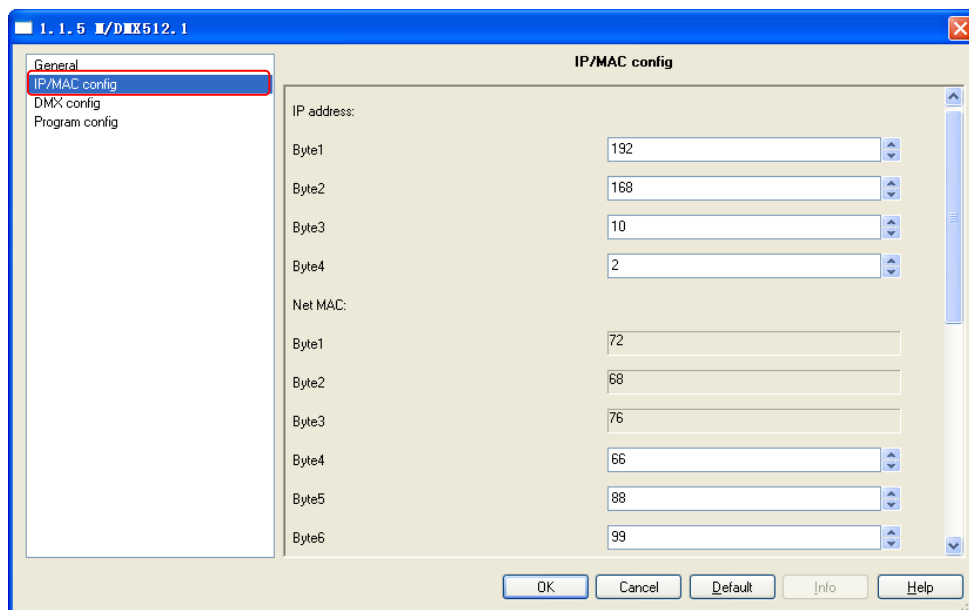 1.1.5 M/DMX512.1
General
IP/MAC config
DMX config
Program config
IP/MAC config
IP address:
Byte1 192
Byte2 168
Byte3 10
Byte4 2
Net MAC:
Byte1 72
Byte2 68
Byte3 76
Byte4 66
Byte5 88
Byte6 99
OK Cancel Default Info Help